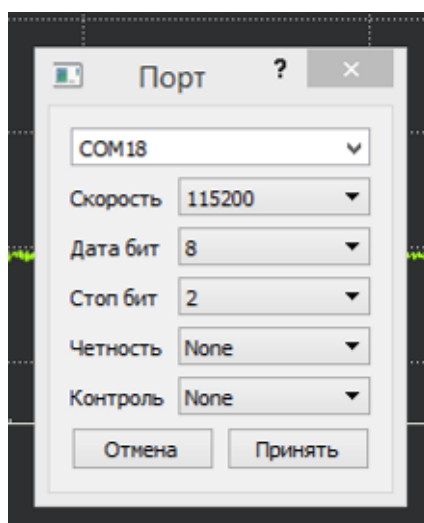 Порт ?
COM18
Скорость 115200
Дата бит 8
Стоп бит 2
Четность None
Контроль None
Отмена Принять